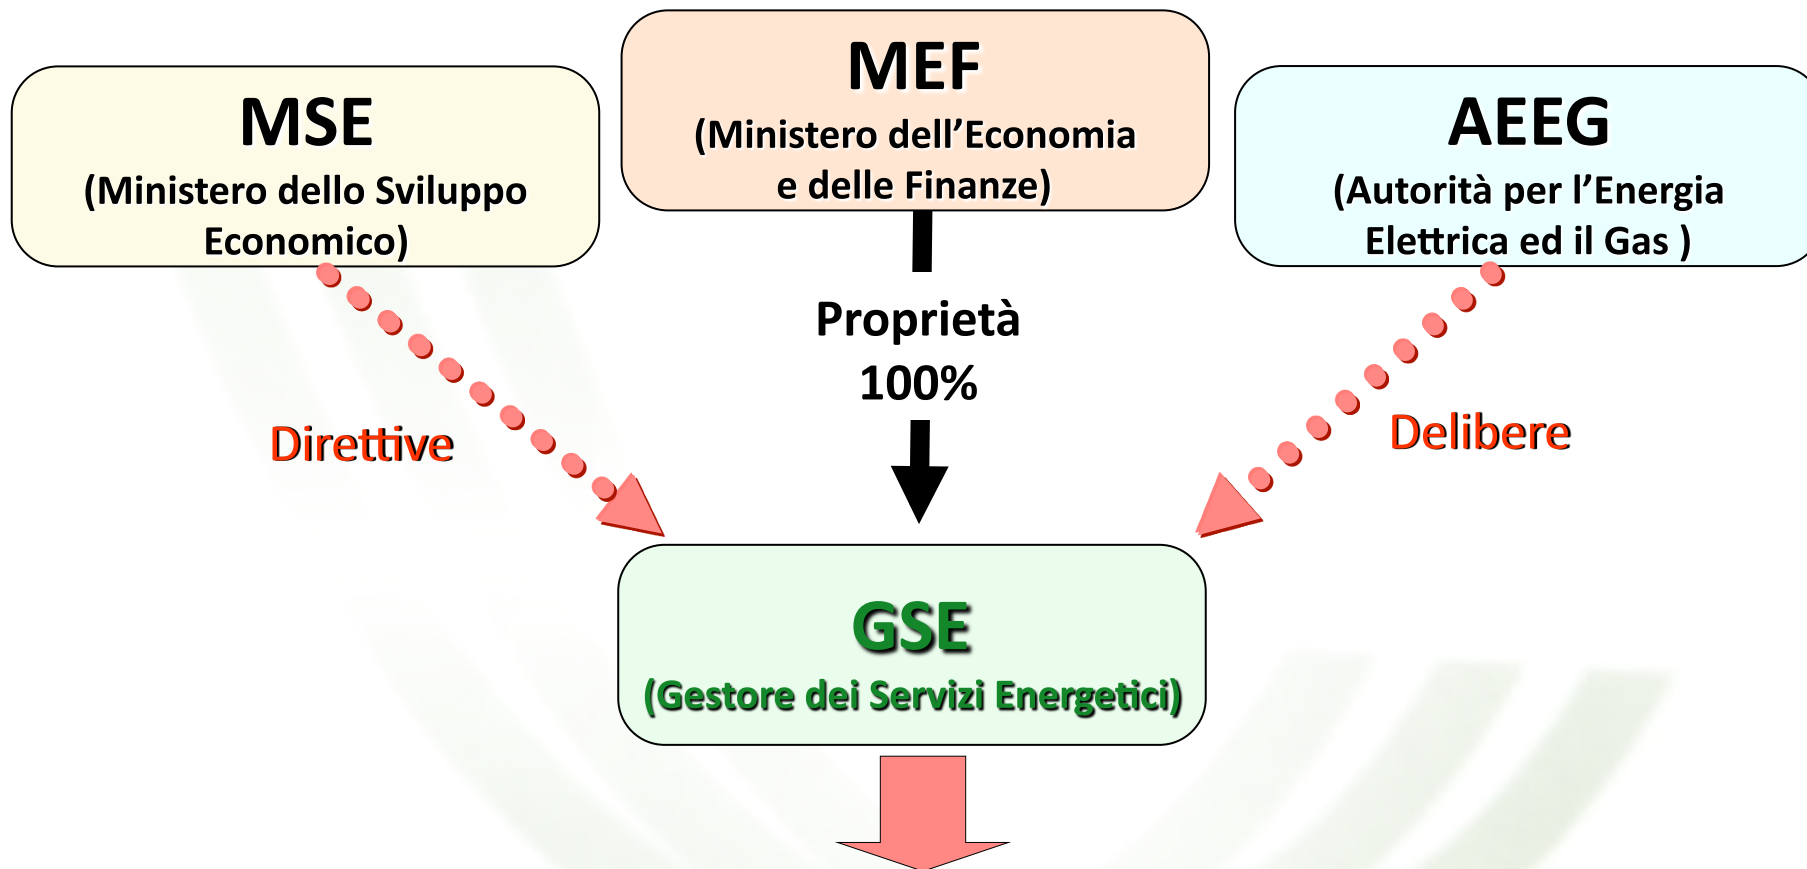 MSE
(Ministero dello Sviluppo
Economico)
MEF
(Ministero dell’Economia
e delle Finanze)
AEEG
(Autorità per l’Energia
Elettrica ed il Gas )
Proprietà
100%
Direttive
Delibere
GSE
(Gestore dei Servizi Energetici)